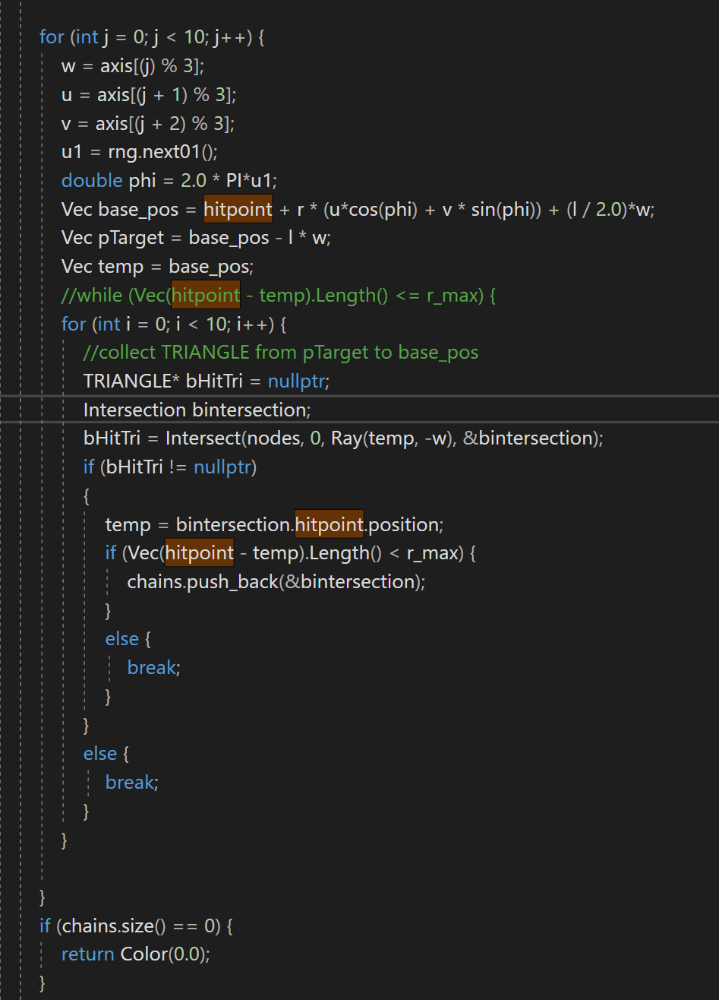 for (int j = 0; j < 10; j++) {
w = axis[(j) % 3];
u = axis[(j + 1) % 3];
v = axis[(j + 2) % 3];
u1 = rng.next01();
double phi = 2.0 * PI*u1;
Vec base_pos = hitpoint + r * (u*cos(phi) + v * sin(phi)) + (l / 2.0)*w;
Vec pTarget = base_pos - l * w;
Vec temp = base_pos;
//while (Vec(hitpoint - temp).Length() <= r_max) {
for (int i = 0; i < 10; i++) {
//collect TRIANGLE from pTarget to base_pos
TRIANGLE* bHitTri = nullptr;
Intersection bintersection;
bHitTri = Intersect(nodes, 0, Ray(temp, -w), &bintersection);
if (bHitTri != nullptr)
{
temp = bintersection.hitpoint.position;
if (Vec(hitpoint - temp).Length() < r_max) {
chains.push_back(&bintersection);
}
else {
break;
}
}
else {
break;
}
}
}
if (chains.size() == 0) {
return Color(0.0);
}